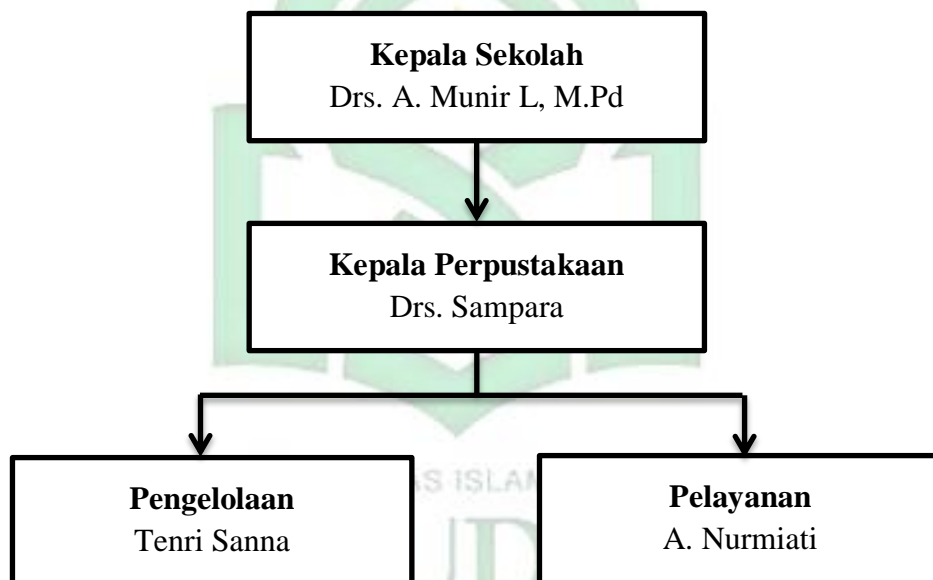 Kepala Sekolah
Drs. A. Munir L, M.Pd
Kepala Perpustakaan
Drs. Sampara
Pengelolaan
Tenri Sanna
Pelayanan
A. Nurmiati